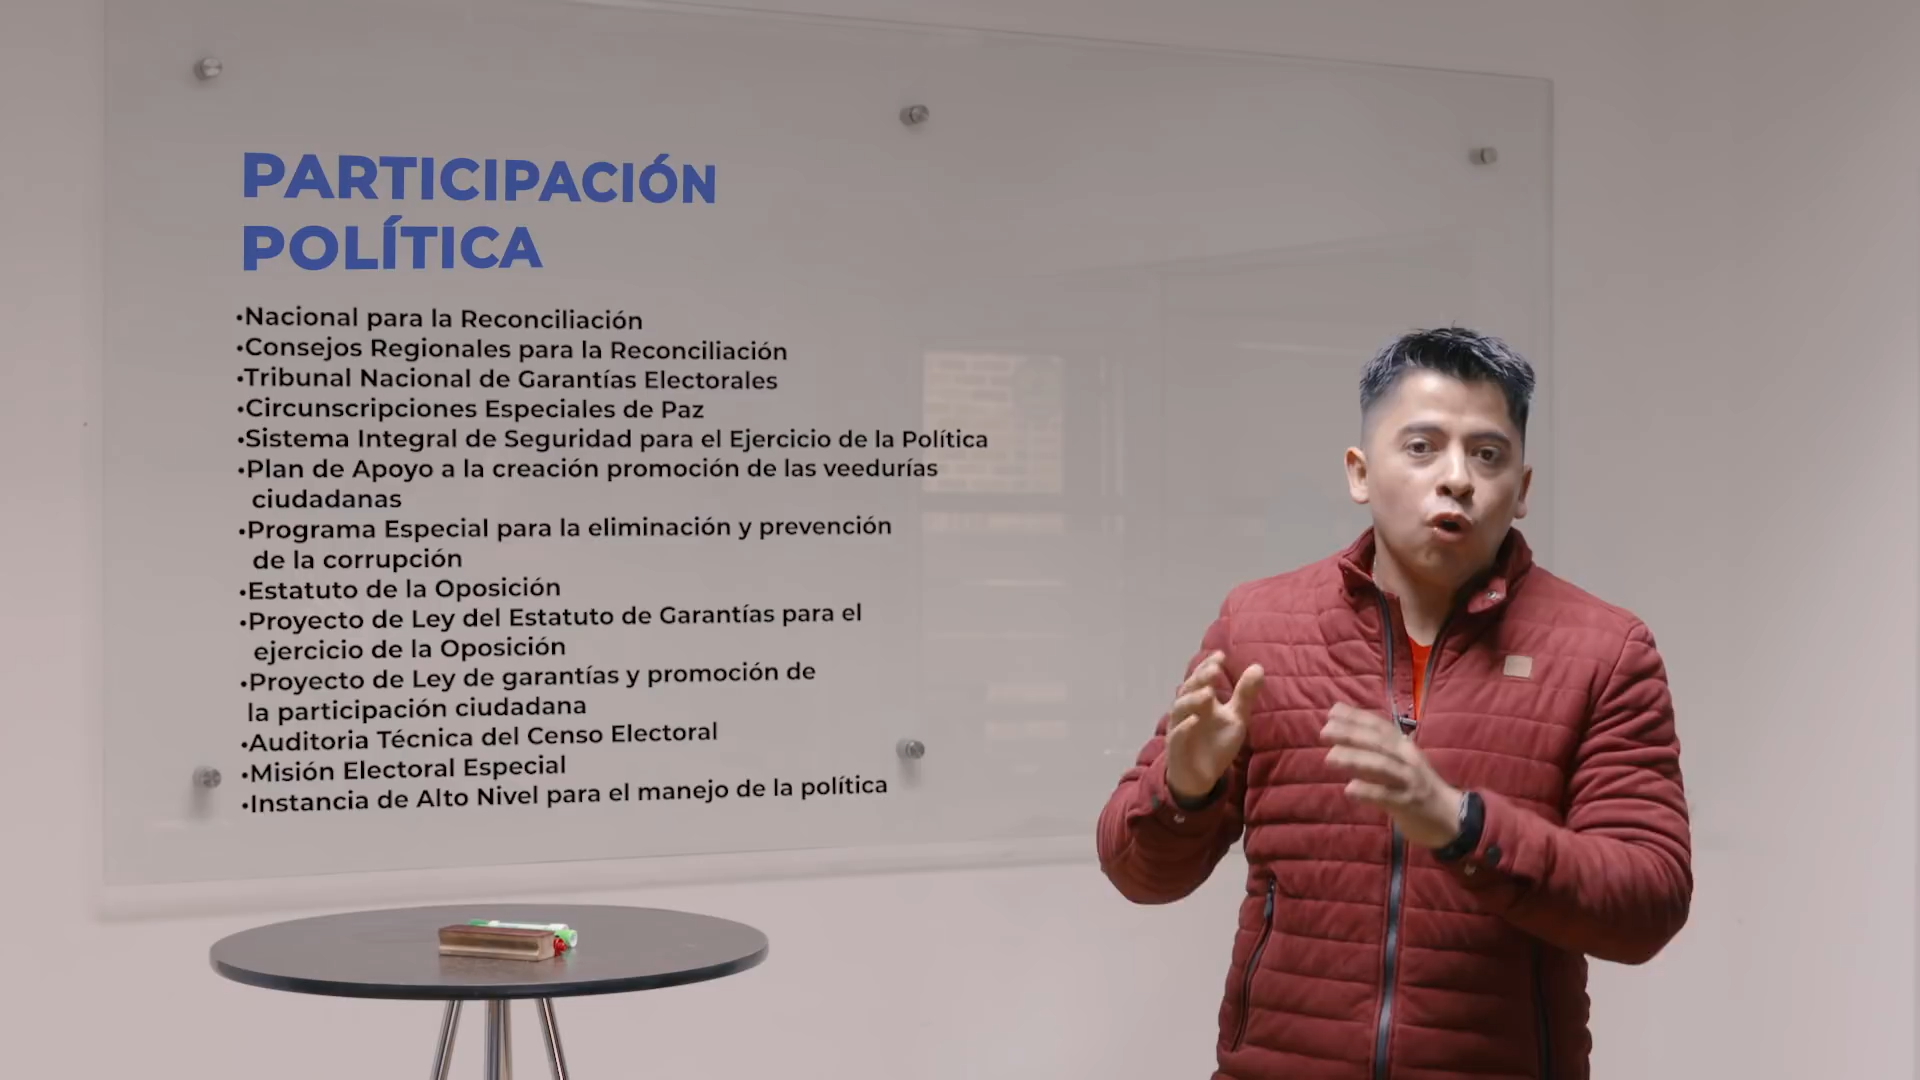 PARTICIPACIÓN
POLÍTICA
•Nacional para la Reconciliación
•Consejos Regionales para la Reconciliación
•Tribunal Nacional de Garantías Electorales
•Circunscripciones Especiales de Paz
•Sistema Integral de Seguridad para el Ejercicio de la Política
•Plan de Apoyo a la creación promoción de las veedurías
ciudadanas
•Programa Especial para la eliminación y prevención
de la corrupción
•Estatuto de la Oposición
•Proyecto de Ley del Estatuto de Garantías para el
ejercicio de la Oposición
•Proyecto de Ley de garantías y promoción de
la participación ciudadana
•Auditoria Técnica del Censo Electoral
•Misión Electoral Especial
•Instancia de Alto Nivel para el manejo de la política